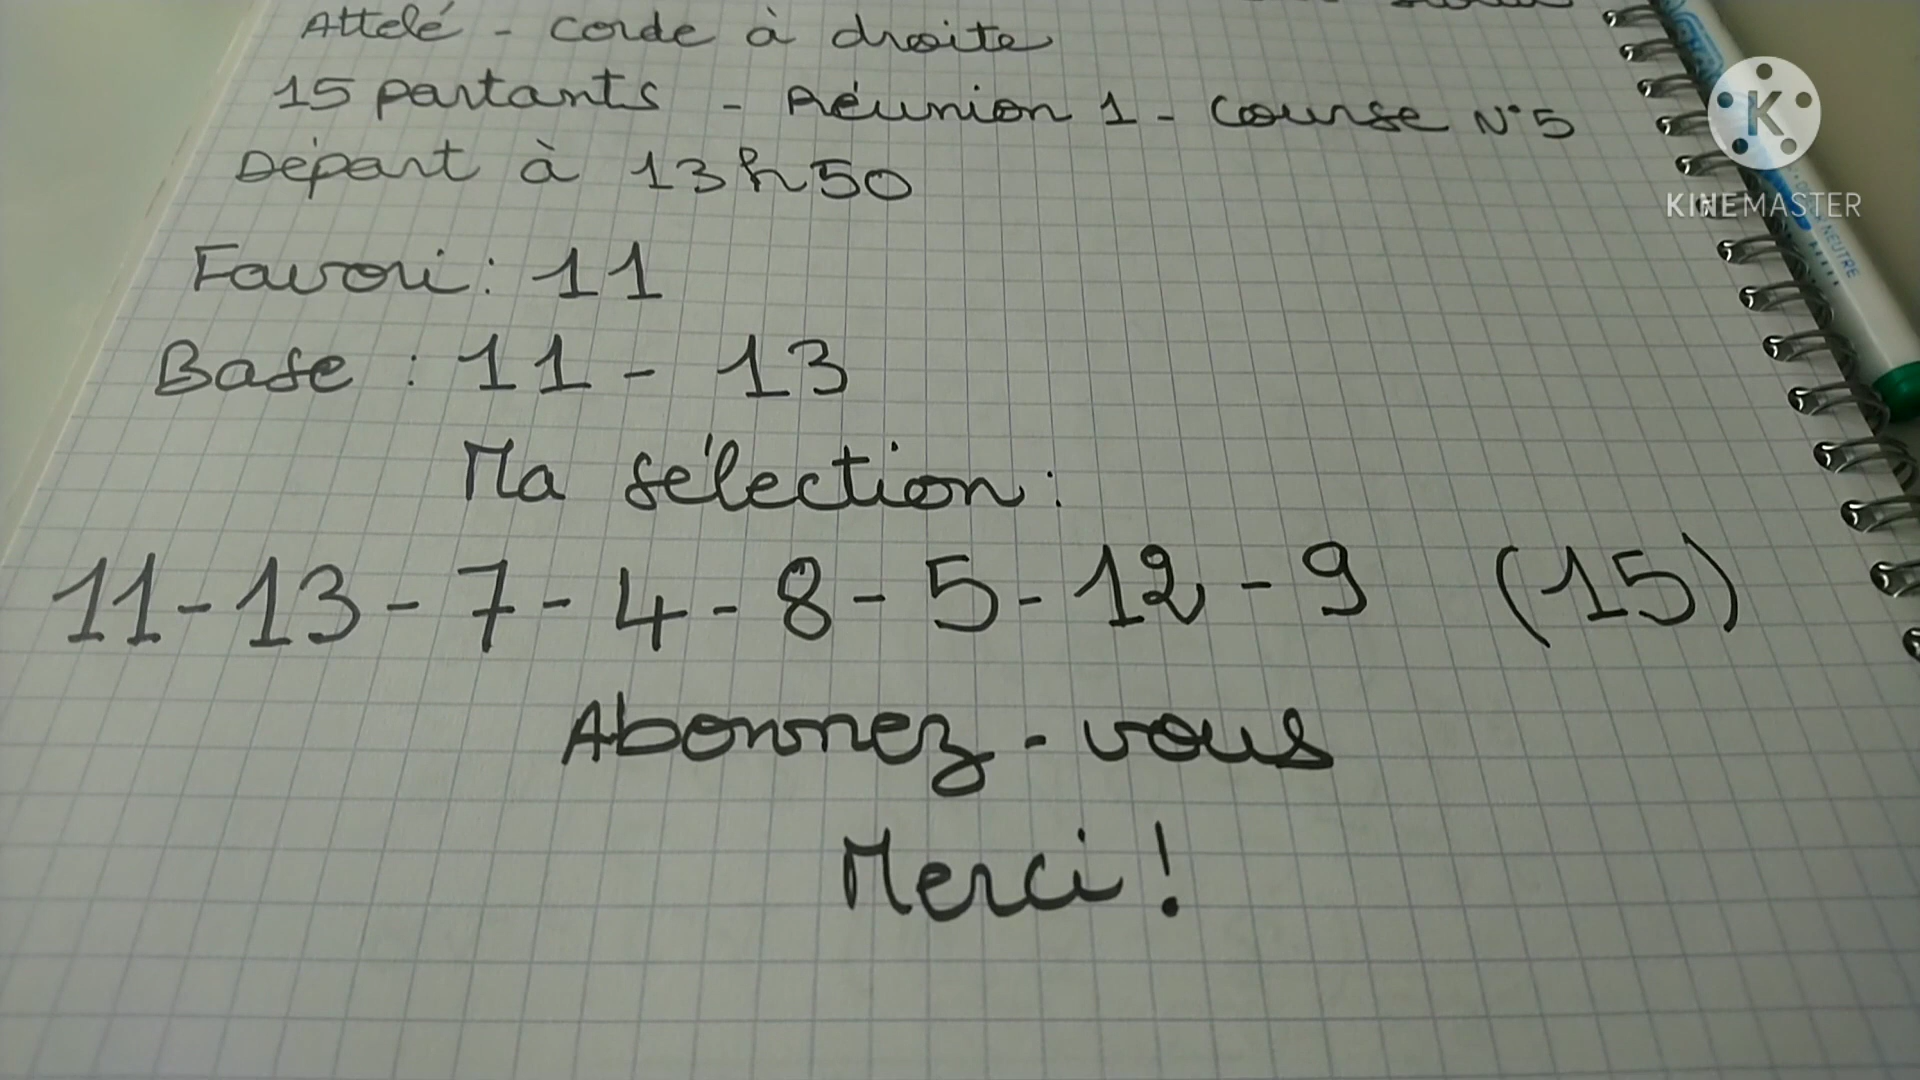 Attelé - corde à droite
15 partants - Réunion 1 - course N°5
Départ à 13h50
Favori : 11
Base : 11 - 13
Ma sélection :
11 - 13 - 7 - 4 - 8 - 5 - 12 - 9 (15)
Abonnez-vous
Merci !
K
KINEMASTER
NEUTRE